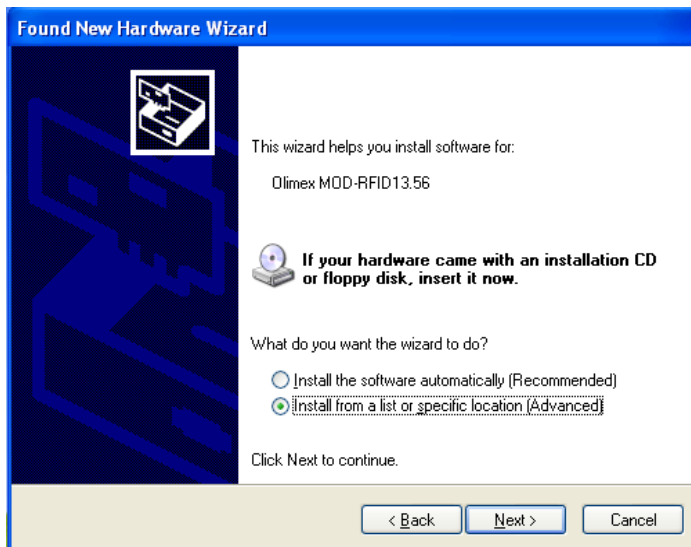 Found New Hardware Wizard
This wizard helps you install software for:
Olimex MOD-RFID13.56
If your hardware came with an installation CD
or floppy disk, insert it now.
What do you want the wizard to do?
Install the software automatically (Recommended)
Install from a list or specific location (Advanced)
Click Next to continue.
< Back
Next >
Cancel